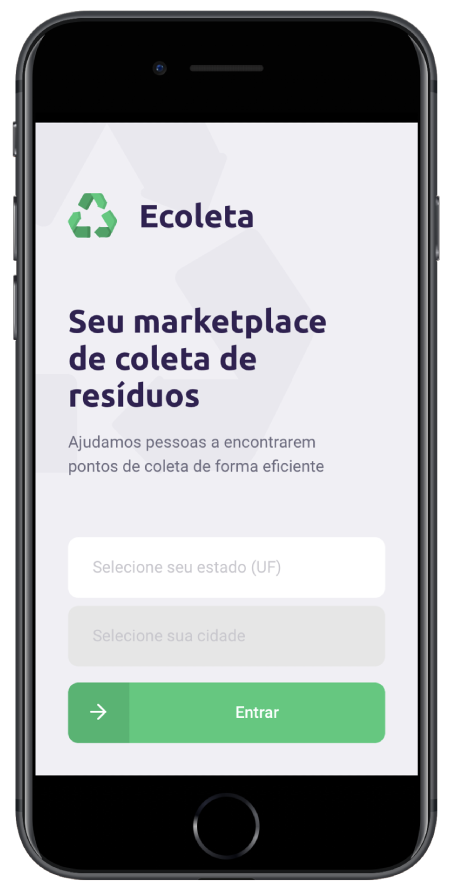 Ecoleta
Seu marketplace
de coleta de
resíduos
Ajudamos pessoas a encontrarem
pontos de coleta de forma eficiente
Selecione seu estado (UF)
Selecione sua cidade
Entrar